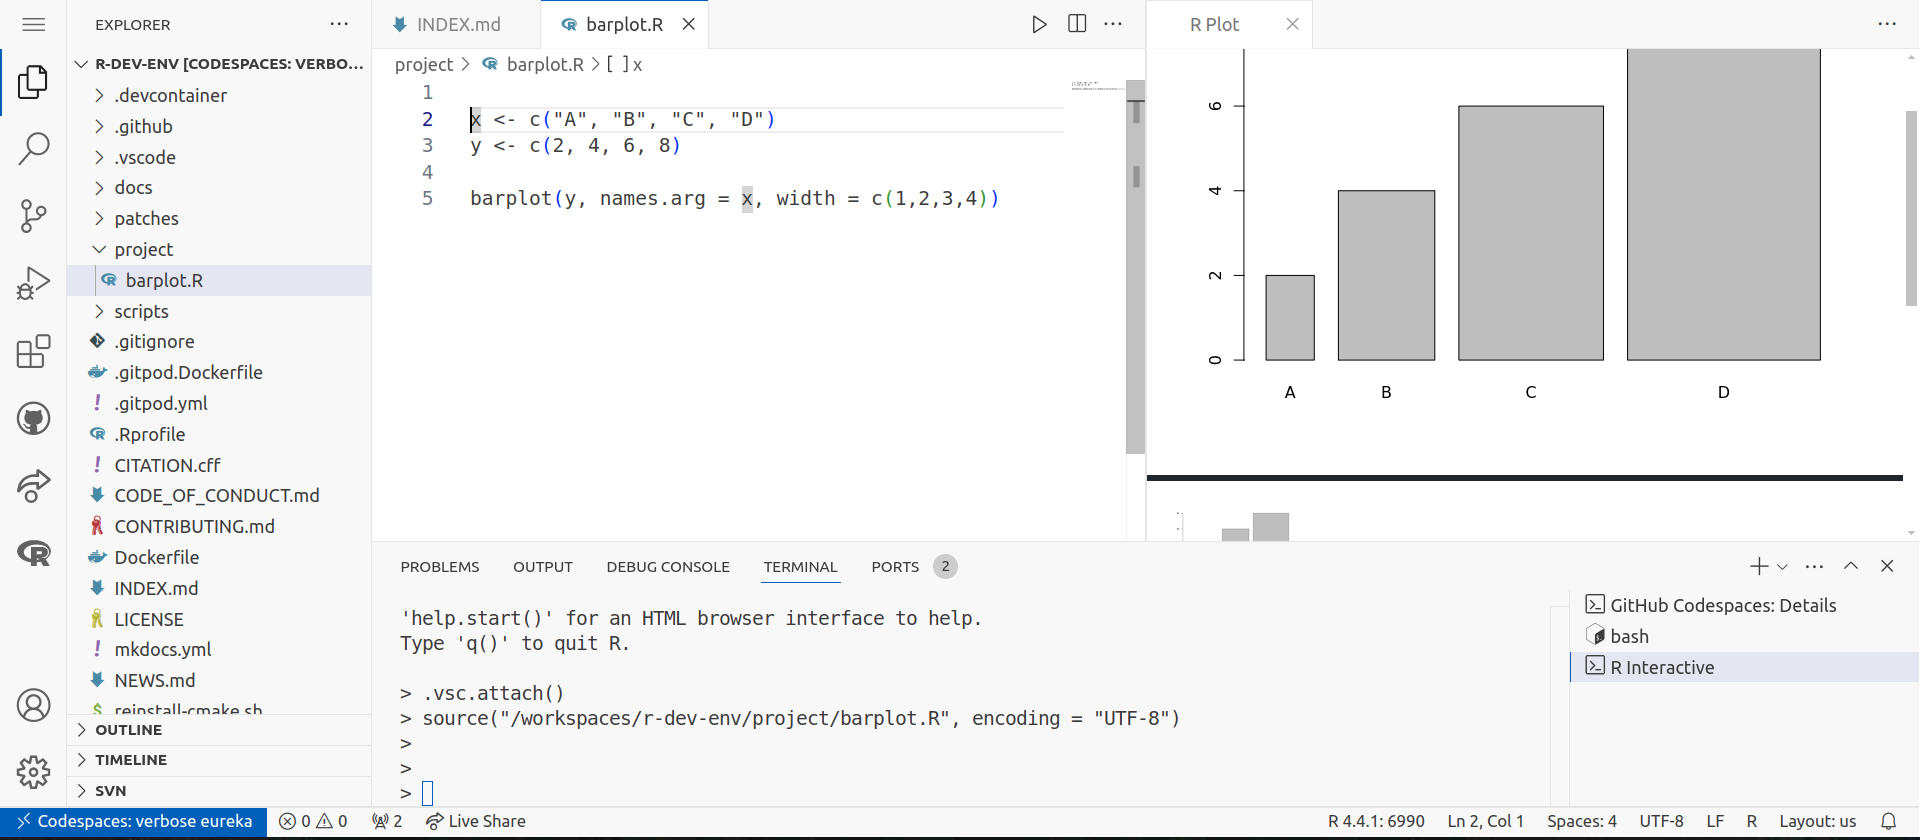 EXPLORER
R-DEV-ENV [CODESPACES: VERBO...
.devcontainer
.github
.vscode
docs
patches
project
barplot.R
scripts
.gitignore
.gitpod.Dockerfile
.gitpod.yml
.Rprofile
CITATION.cff
CODE_OF_CONDUCT.md
CONTRIBUTING.md
Dockerfile
INDEX.md
LICENSE
mkdocs.yml
NEWS.md
reinstall-cmake.sh
OUTLINE
TIMELINE
SVN
INDEX.md
barplot.R
project > barplot.R > [ ] x
1
2 x <- c("A", "B", "C", "D")
3 y <- c(2, 4, 6, 8)
4
5 barplot(y, names.arg = x, width = c(1,2,3,4))
R Plot
6
4
2
0
A B C D
PROBLEMS OUTPUT DEBUG CONSOLE TERMINAL PORTS 2
'help.start()' for an HTML browser interface to help.
Type 'q()' to quit R.
> .vsc.attach()
> source("/workspaces/r-dev-env/project/barplot.R", encoding = "UTF-8")
>
>
>
GitHub Codespaces: Details
bash
R Interactive
Codespaces: verbose eureka 0 0 2 Live Share R 4.4.1: 6990 Ln 2, Col 1 Spaces: 4 UTF-8 LF R Layout: us